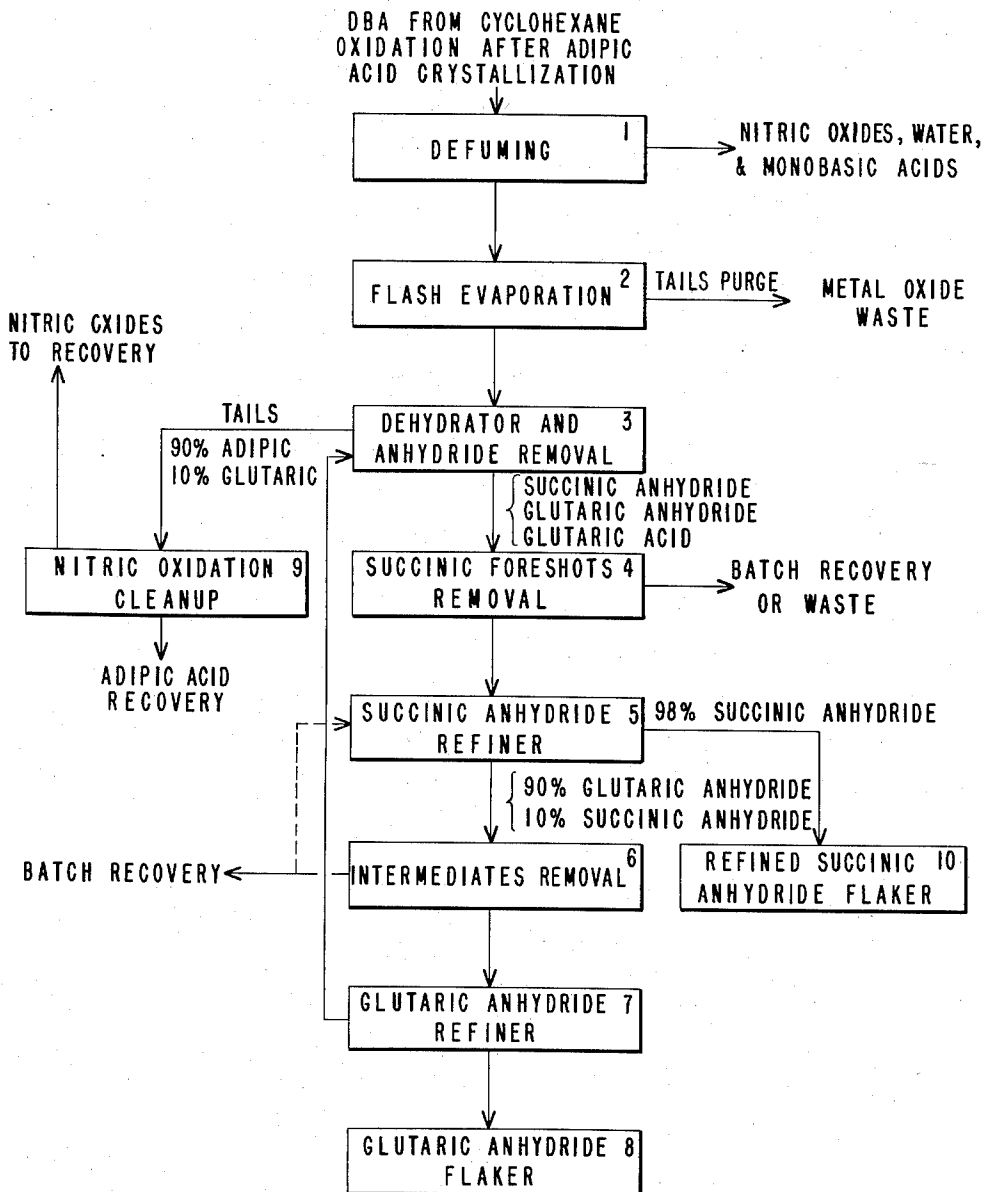 DBA FROM CYCLOHEXANE
OXIDATION AFTER ADIPIC
ACID CRYSTALLIZATION
1
DEFUMING
NITRIC OXIDES, WATER,
& MONOBASIC ACIDS
FLASH EVAPORATION 2
TAILS PURGE
METAL OXIDE
WASTE
NITRIC OXIDES
TO RECOVERY
TAILS
90% ADIPIC
10% GLUTARIC
DEHYDRATOR AND 3
ANHYDRIDE REMOVAL
SUCCINIC ANHYDRIDE
GLUTARIC ANHYDRIDE
GLUTARIC ACID
NITRIC OXIDATION 9
CLEANUP
SUCCINIC FORESHOTS 4
REMOVAL
BATCH RECOVERY
OR WASTE
ADIPIC ACID
RECOVERY
SUCCINIC ANHYDRIDE 5
REFINER
98% SUCCINIC ANHYDRIDE
90% GLUTARIC ANHYDRIDE
10% SUCCINIC ANHYDRIDE
BATCH RECOVERY
6
INTERMEDIATES REMOVAL
REFINED SUCCINIC 10
ANHYDRIDE FLAKER
GLUTARIC ANHYDRIDE 7
REFINER
GLUTARIC ANHYDRIDE 8
FLAKER